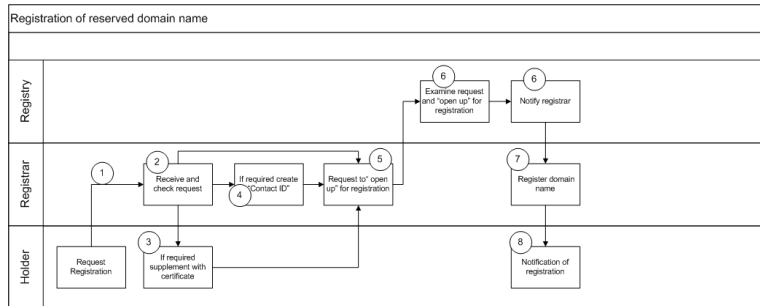 Registration of reserved domain name
Registry
6
Examine request
and "open up" for
registration
6
Notify registrar
Registrar
1
2
Receive and
check request
If required create
"Contact ID"
4
5
Request to" open
up" for registration
7
Register domain
name
Holder
Request
Registration
3
If required
supplement with
certificate
8
Notification of
registration